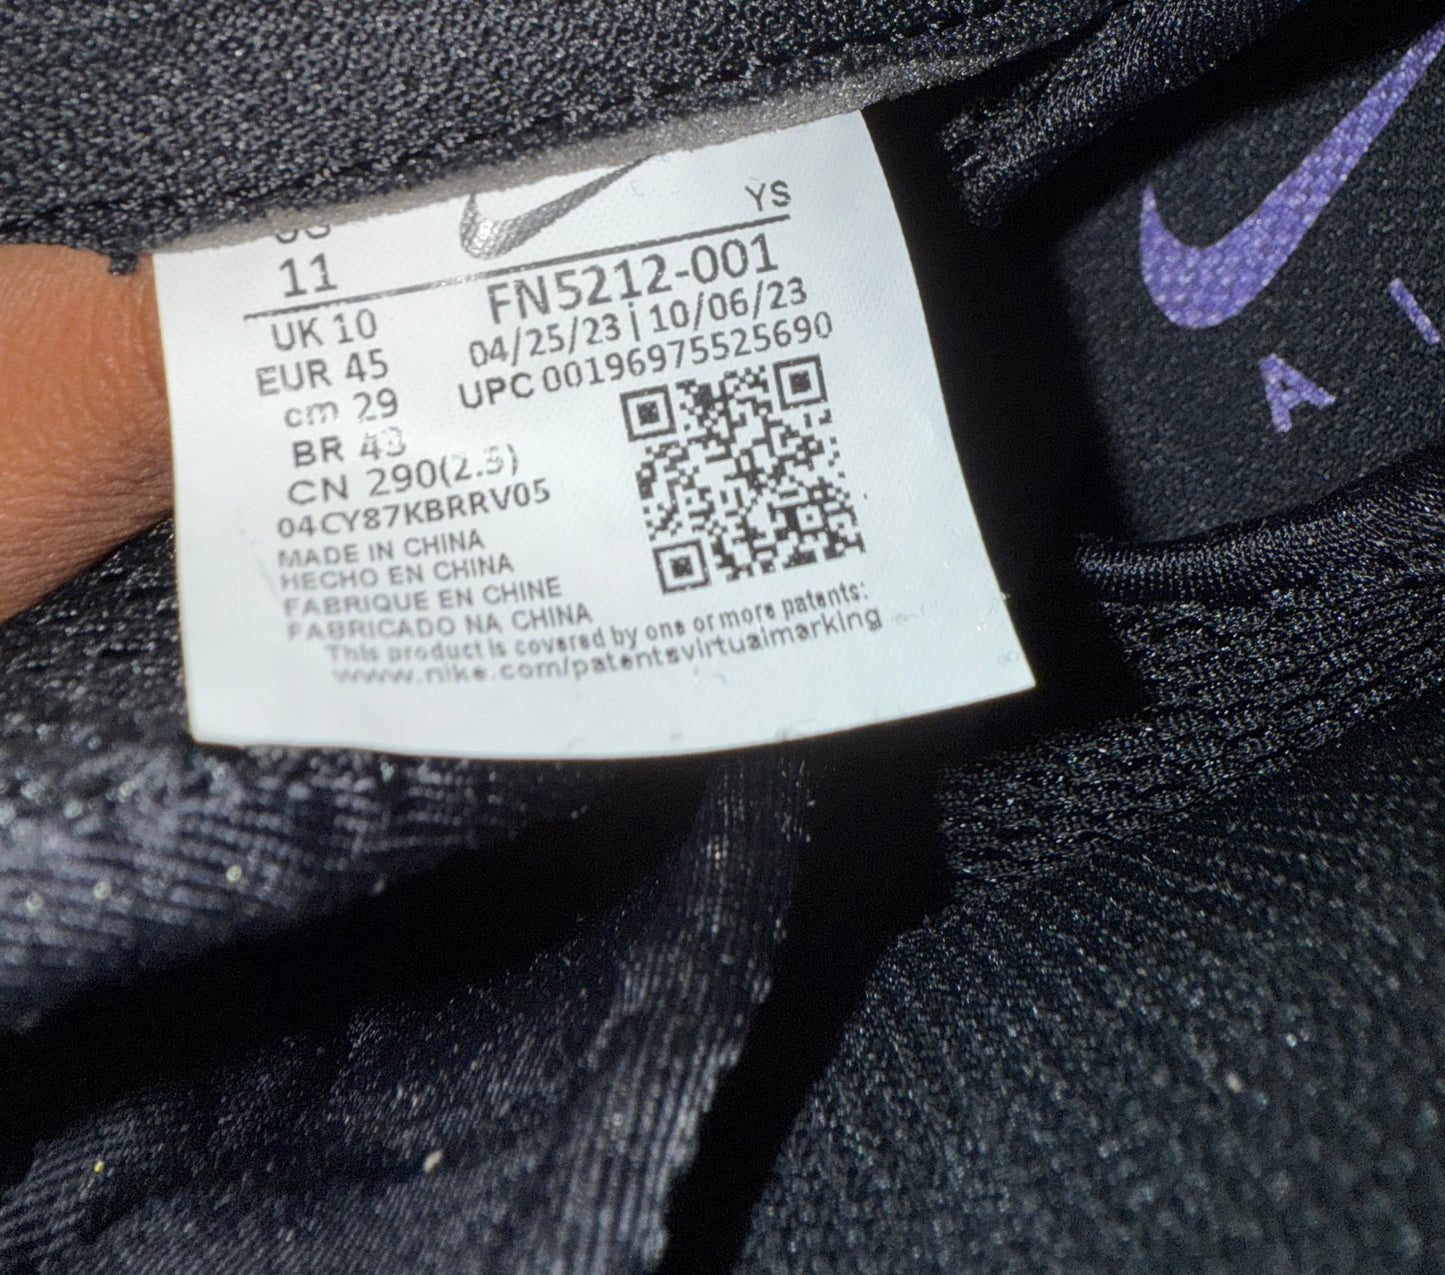 US
11
YS
FN5212-001
UK 10
04/25/23 | 10/06/23
EUR 45
UPC 00196975525690
cm 29
BR 43
CN 290(2.5)
04CY87KBRRV05
MADE IN CHINA
HECHO EN CHINA
FABRIQUE EN CHINE
FABRICADO NA CHINA
This product is covered by one or more patents:
www.nike.com/patentsvirtualmarking
A I